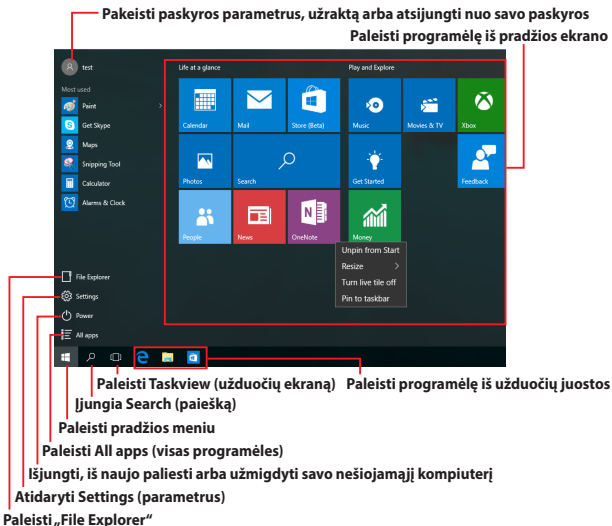 Pakeisti paskyros parametrus, užraktą arba atsijungti nuo savo paskyros
Paleisti programėlę iš pradžios ekrano
test
Life at a glance
Play and Explore
Most used
Paint
Get Skype
Maps
Snipping Tool
Calculator
Alarms & Clock
Calendar
Mail
Store (Beta)
Music
Movies & TV
Xbox
Photos
Search
Get Started
Feedback
People
News
OneNote
Money
Unpin from Start
Resize
Turn live tile off
Pin to taskbar
File Explorer
Settings
Power
All apps
Paleisti Taskview (užduočių ekraną)
Paleisti programėlę iš užduočių juostos
Įjungia Search (paiešką)
Paleisti pradžios meniu
Paleisti All apps (visas programėles)
Išjungti, iš naujo paliesti arba užmigdyti savo nešiojamąjį kompiuterį
Atidaryti Settings (parametrus)
Paleisti „File Explorer“